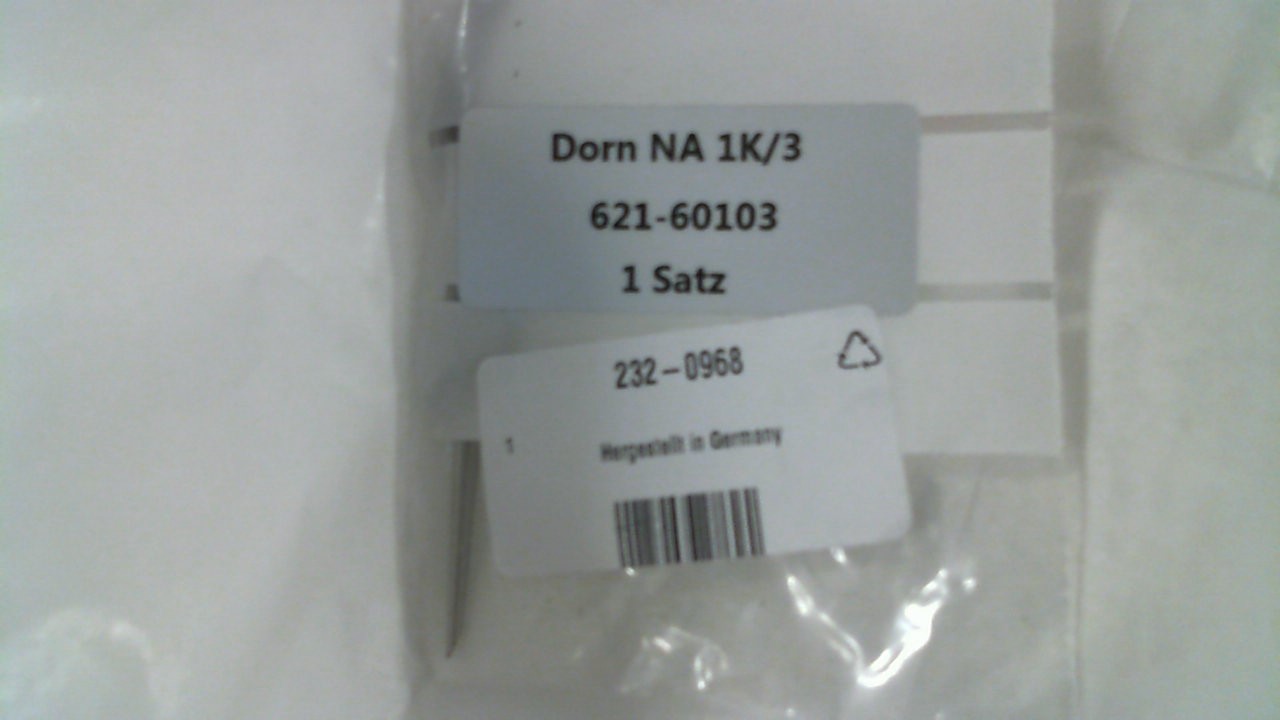 Dorn NA 1K/3
621-60103
1 Satz
232-0968
1
Hergestellt in Germany